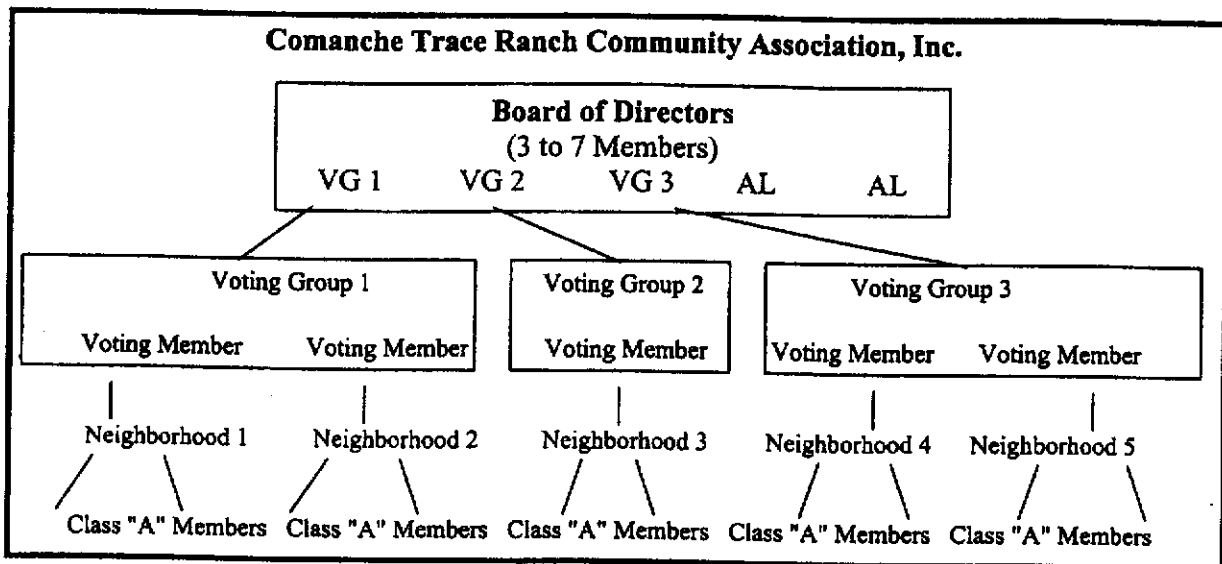 Comanche Trace Ranch Community Association, Inc.
Board of Directors
(3 to 7 Members)
VG 1 VG 2 VG 3 AL AL
Voting Group 1 Voting Group 2 Voting Group 3
Voting Member Voting Member Voting Member Voting Member Voting Member
Neighborhood 1 Neighborhood 2 Neighborhood 3 Neighborhood 4 Neighborhood 5
Class "A" Members Class "A" Members Class "A" Members Class "A" Members Class "A" Members